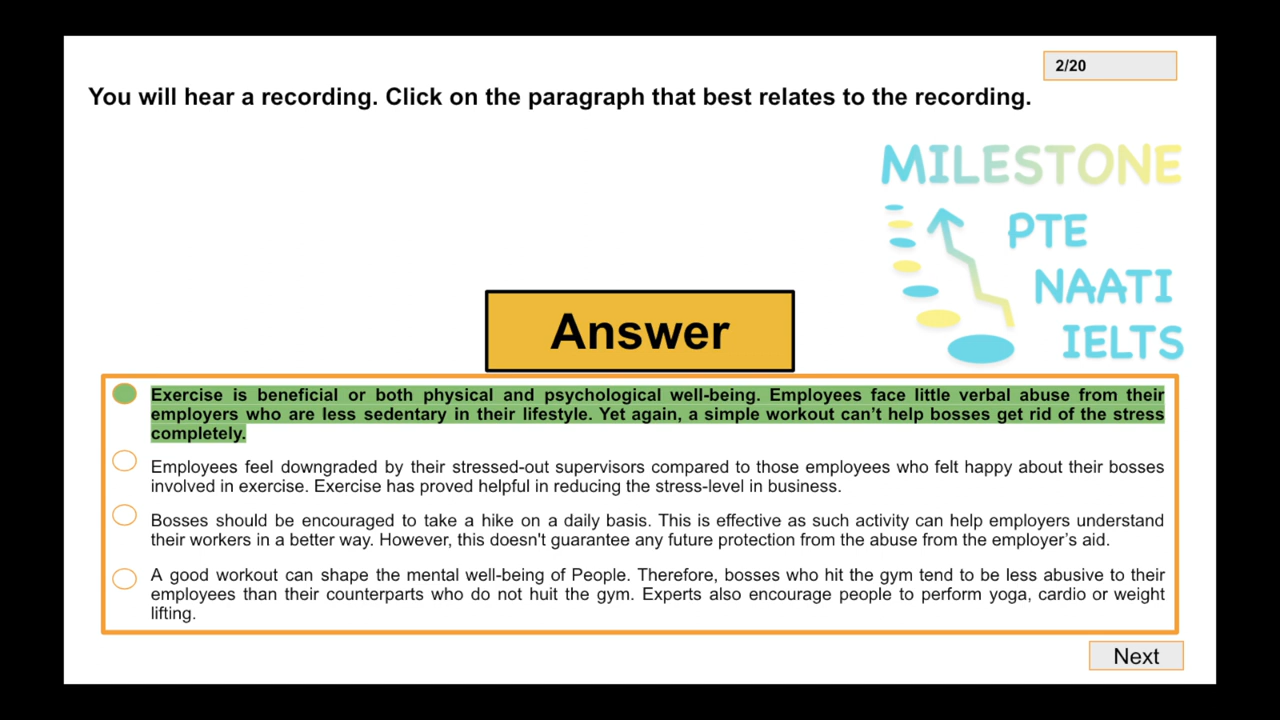 2/20
You will hear a recording. Click on the paragraph that best relates to the recording.
MILESTONE
PTE
NAATI
IELTS
Answer
Exercise is beneficial or both physical and psychological well-being. Employees face little verbal abuse from their
employers who are less sedentary in their lifestyle. Yet again, a simple workout can’t help bosses get rid of the stress
completely.
Employees feel downgraded by their stressed-out supervisors compared to those employees who felt happy about their bosses
involved in exercise. Exercise has proved helpful in reducing the stress-level in business.
Bosses should be encouraged to take a hike on a daily basis. This is effective as such activity can help employers understand
their workers in a better way. However, this doesn't guarantee any future protection from the abuse from the employer’s aid.
A good workout can shape the mental well-being of People. Therefore, bosses who hit the gym tend to be less abusive to their
employees than their counterparts who do not huit the gym. Experts also encourage people to perform yoga, cardio or weight
lifting.
Next